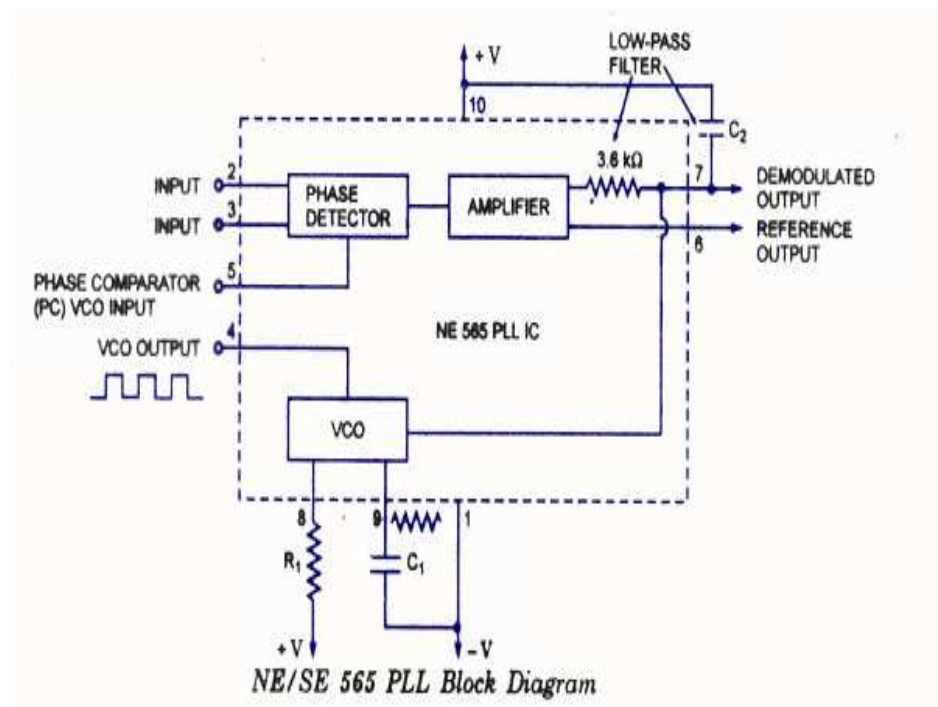 +V
LOW-PASS
FILTER
10
C2
3.6 kΩ
7
DEMODULATED
OUTPUT
2
INPUT
PHASE
DETECTOR
AMPLIFIER
3
INPUT
6
REFERENCE
OUTPUT
5
PHASE COMPARATOR
(PC) VCO INPUT
NE 565 PLL IC
4
VCO OUTPUT
VCO
8
9
1
R1
C1
+V
-V
NE/SE 565 PLL Block Diagram